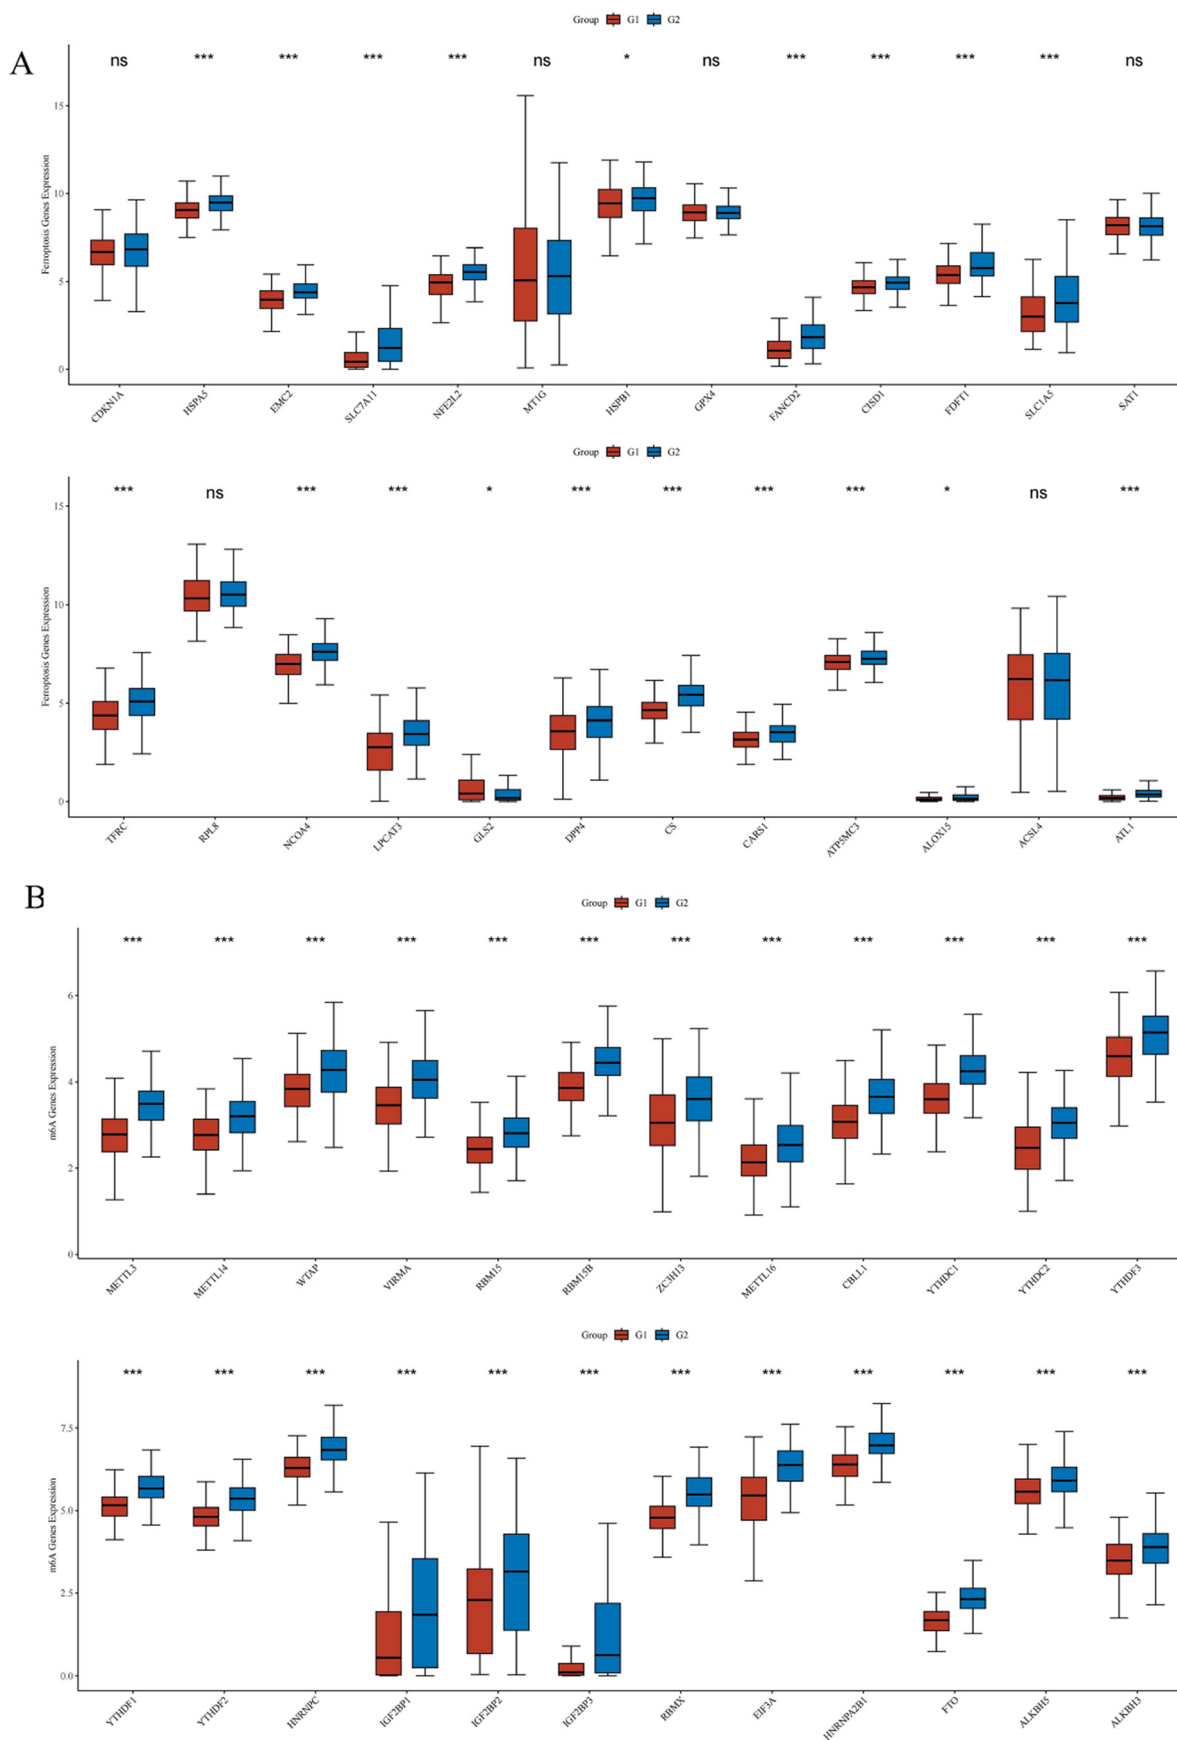 Group G1 G2
A
ns *** *** *** *** ns * ns *** *** *** *** ns
Ferroptosis Genes Expression
15
10
5
0
CDKN1A HSPA5 EMC2 SLC7A11 NFE2L2 MT1G HSPB1 GPX4 FANCD2 CISD1 FDFT1 SLC1A5 SAT1
Group G1 G2
*** ns *** *** * *** *** *** *** * ns ***
Ferroptosis Genes Expression
15
10
5
0
TFRC RPL8 NCOA4 LPCAT3 GLS2 DPP4 CS CARS1 ATP5MC3 ALOX15 ACSL4 ATL1
B
Group G1 G2
*** *** *** *** *** *** *** *** *** *** *** ***
m6A Genes Expression
6
4
2
0
METTL3 METTL14 WTAP VIRMA RBM15 RBM15B ZC3H13 METTL16 CBLL1 YTHDC1 YTHDC2 YTHDF3
Group G1 G2
*** *** *** *** *** *** *** *** *** *** *** ***
m6A Genes Expression
7.5
5.0
2.5
0.0
YTHDF1 YTHDF2 HNRNPC IGF2BP1 IGF2BP2 IGF2BP3 RBMX EIF3A HNRNPA2B1 FTO ALKBH5 ALKBH3